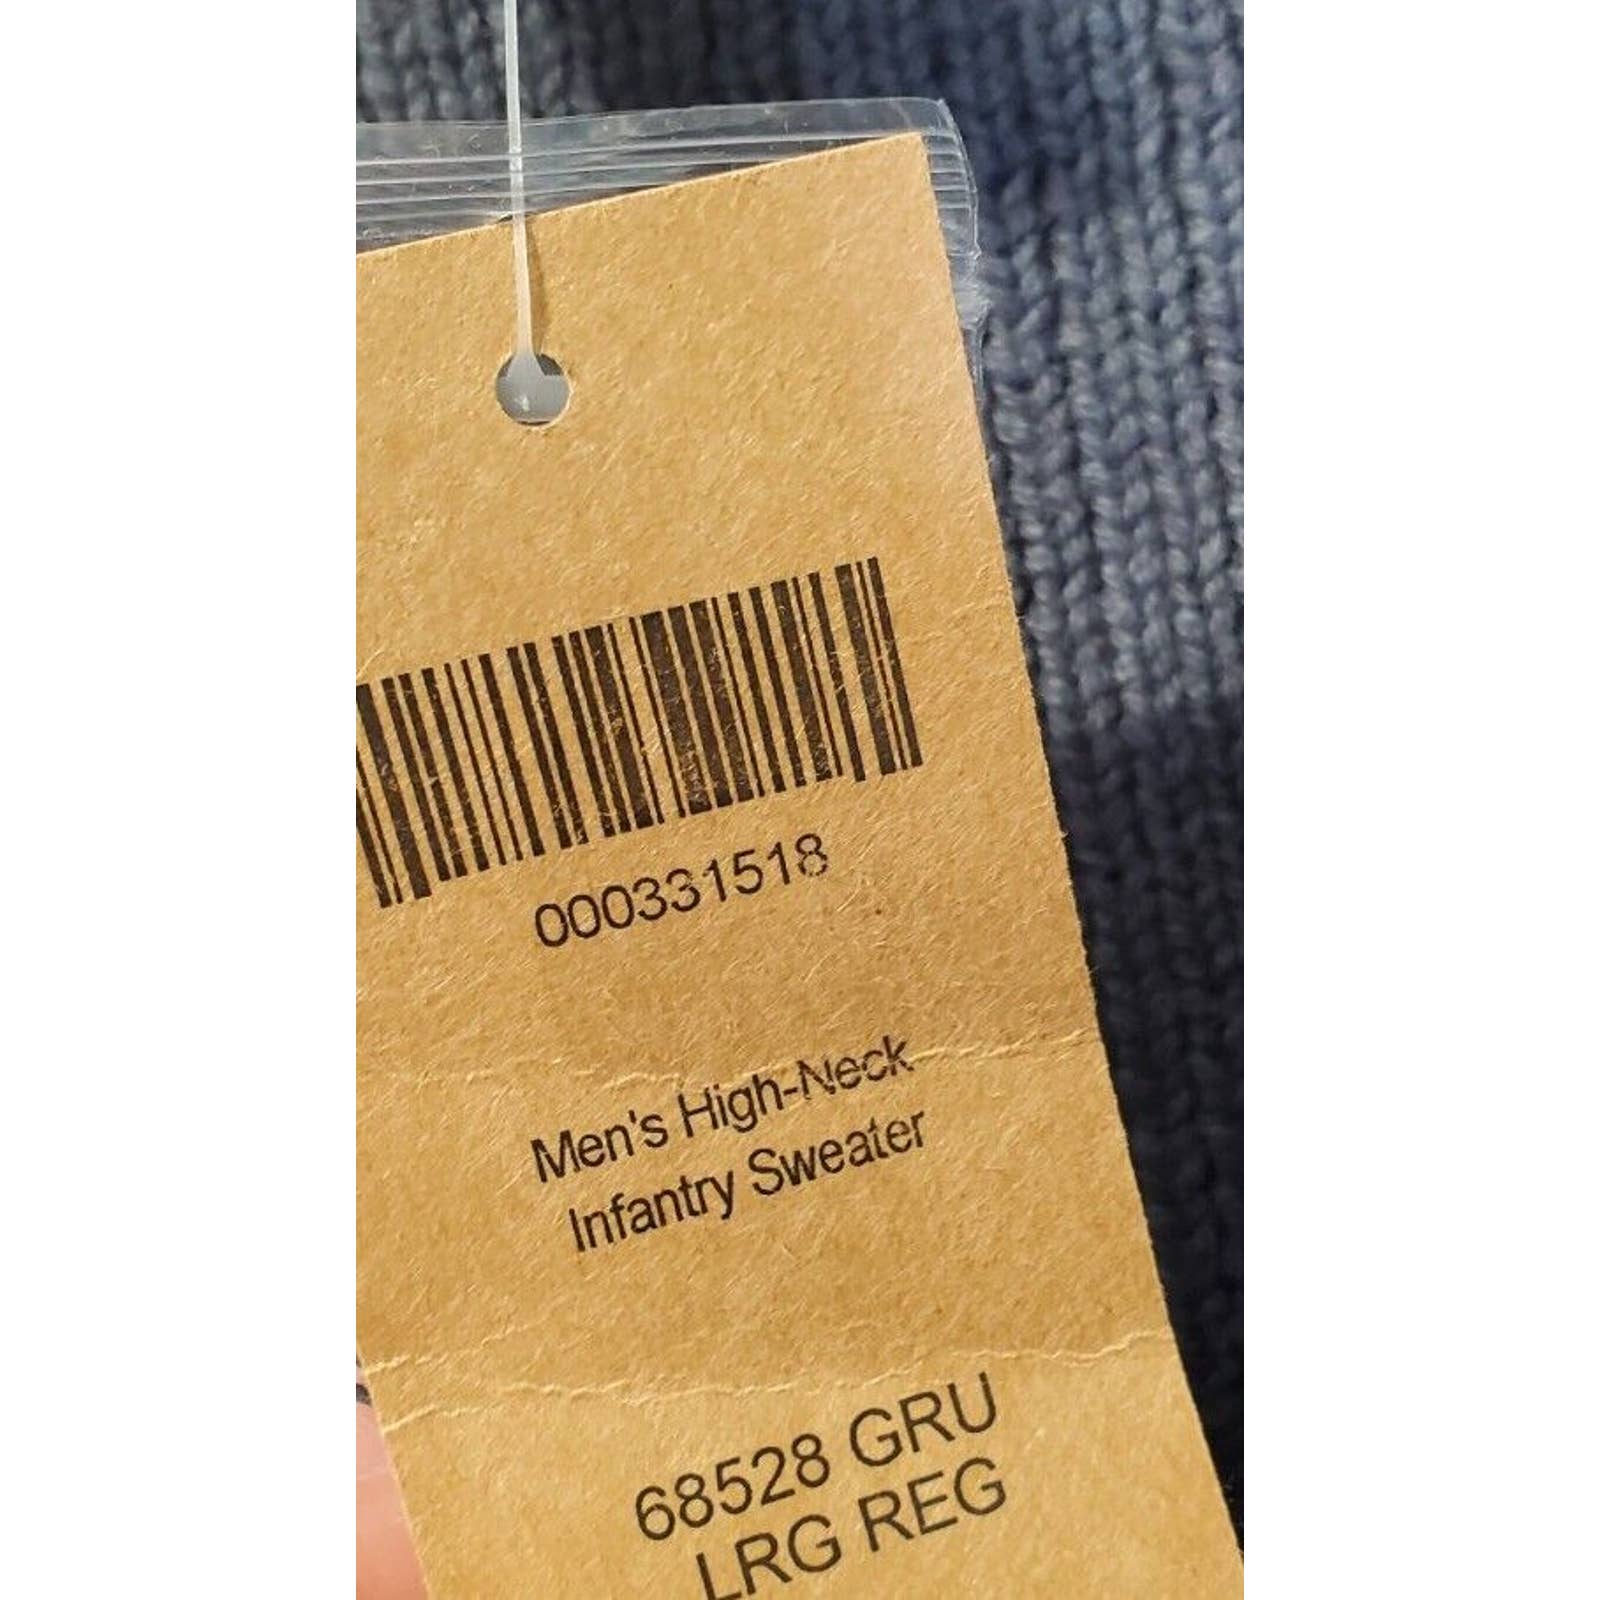 000331518
Men's High-Neck
Infantry Sweater
68528 GRU
LRG REG